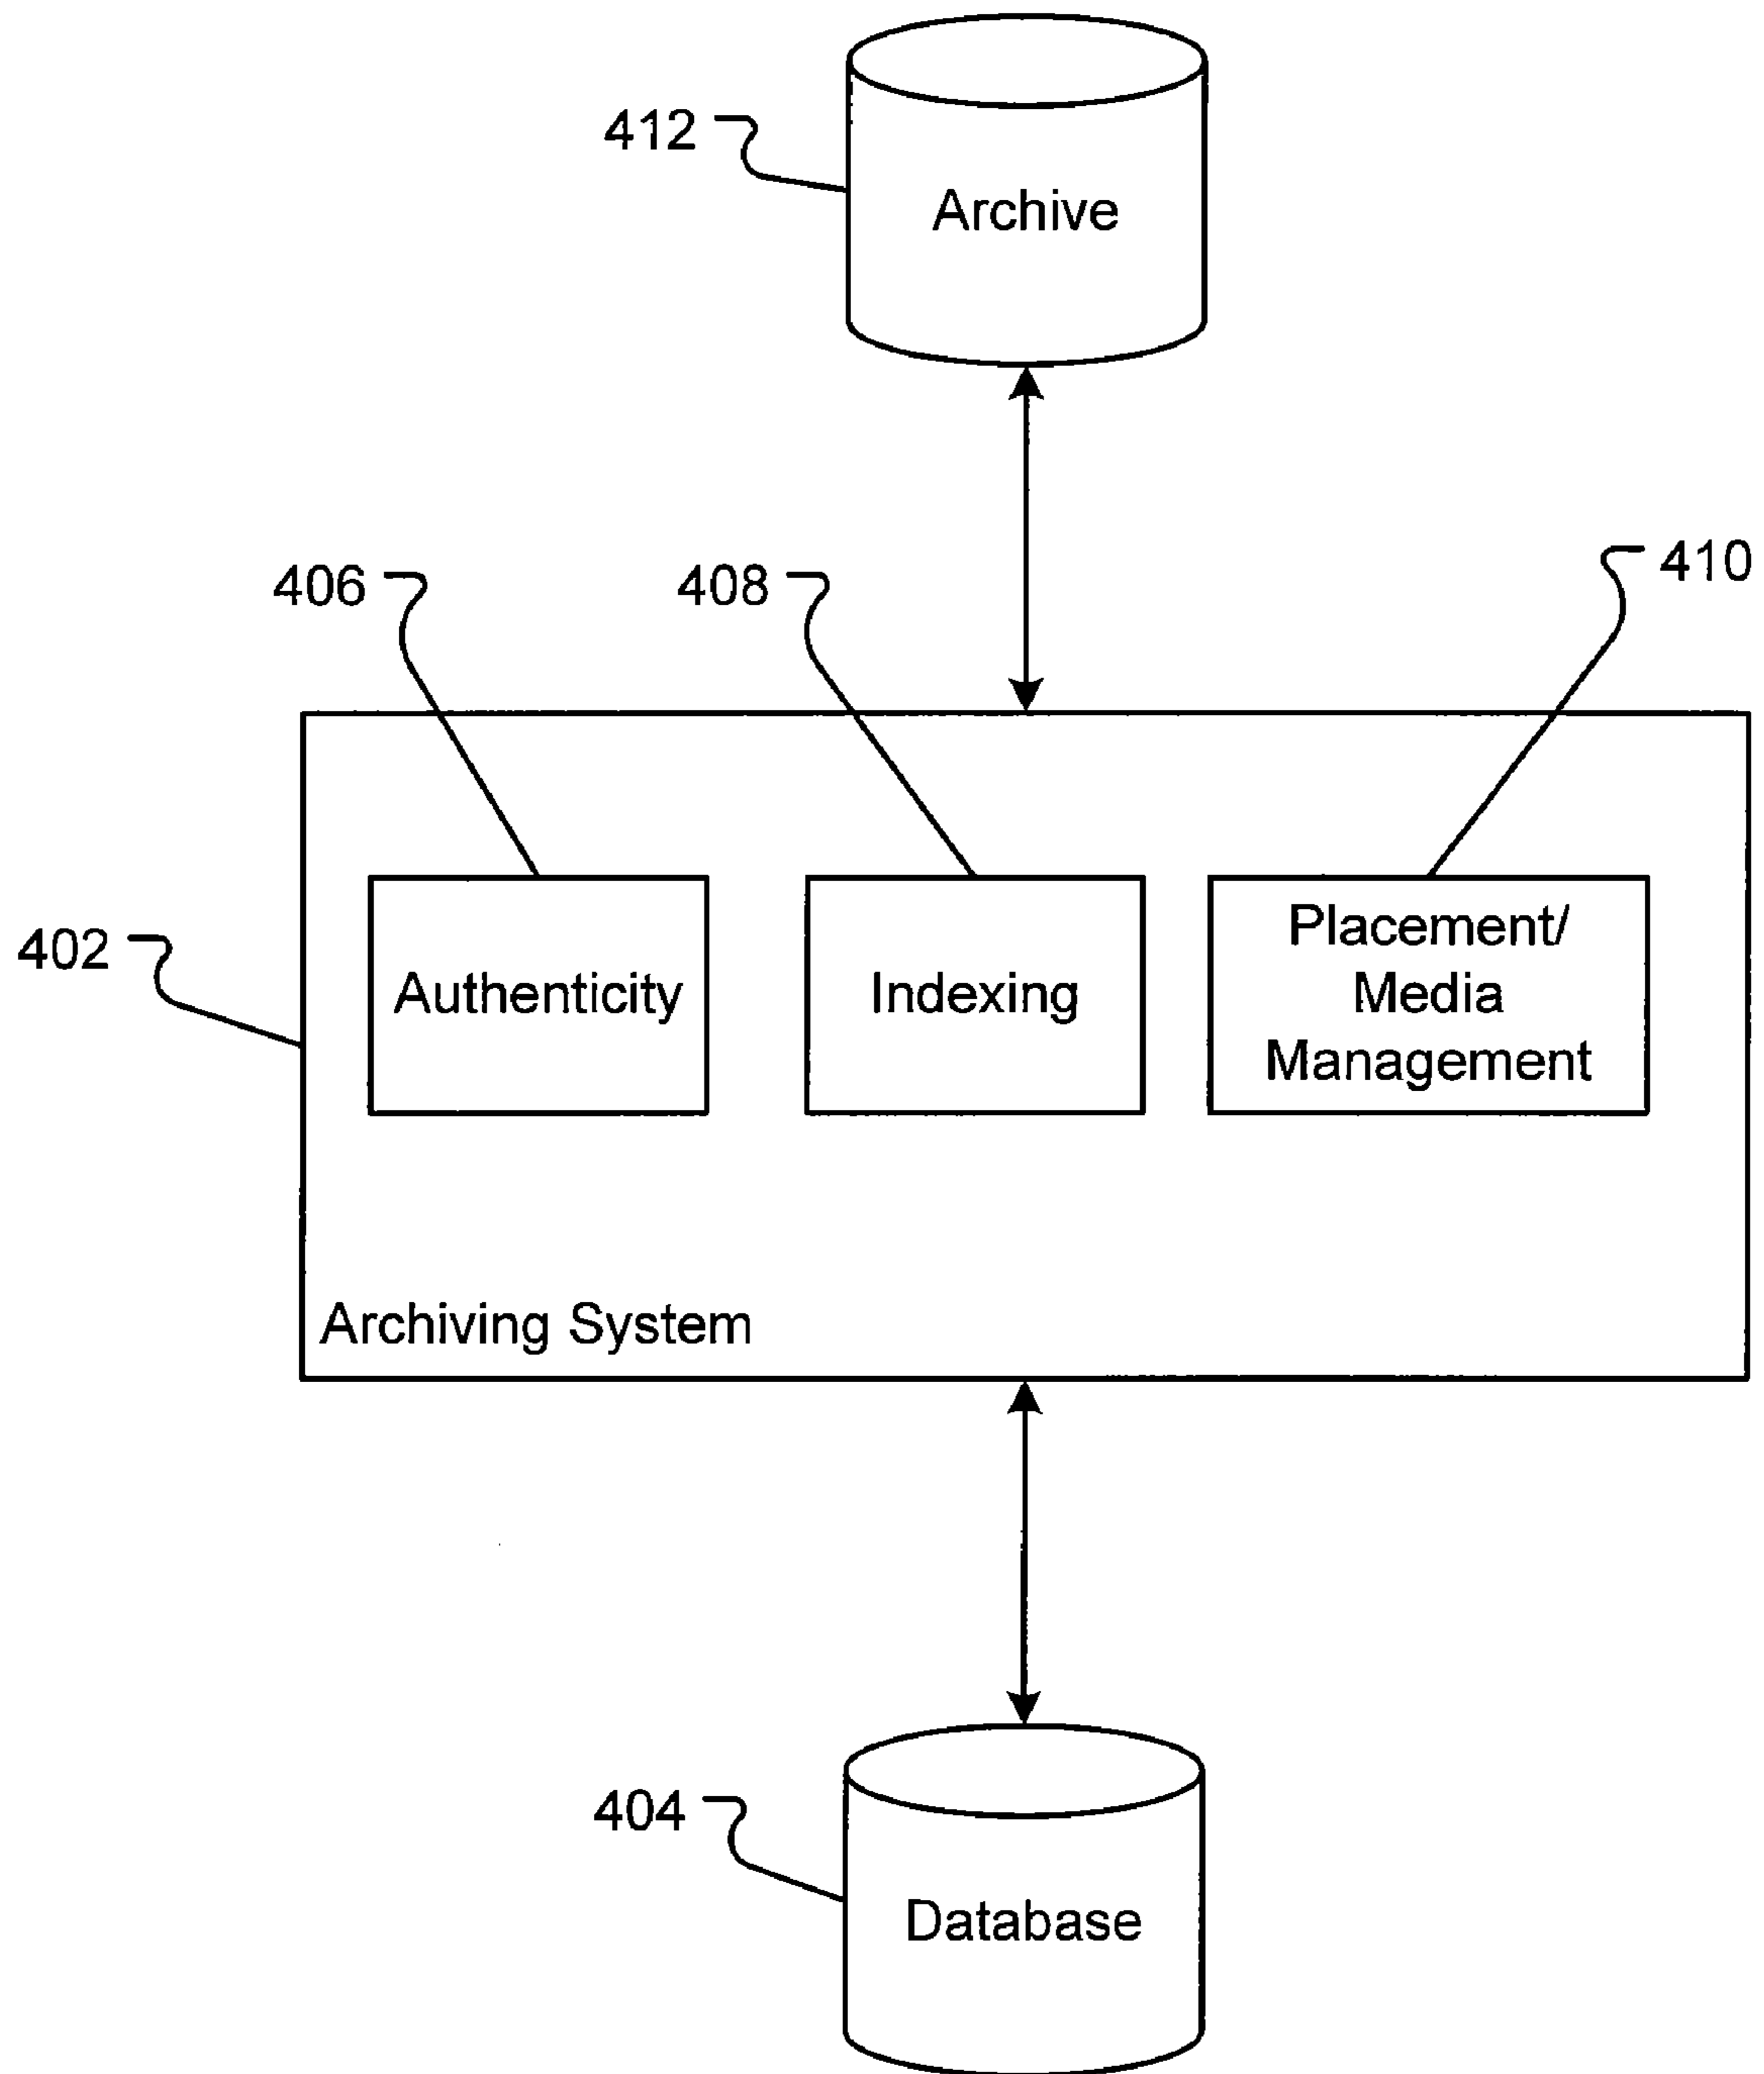 412
Archive
406
408
410
402
Authenticity
Indexing
Placement/
Media
Management
Archiving System
404
Database